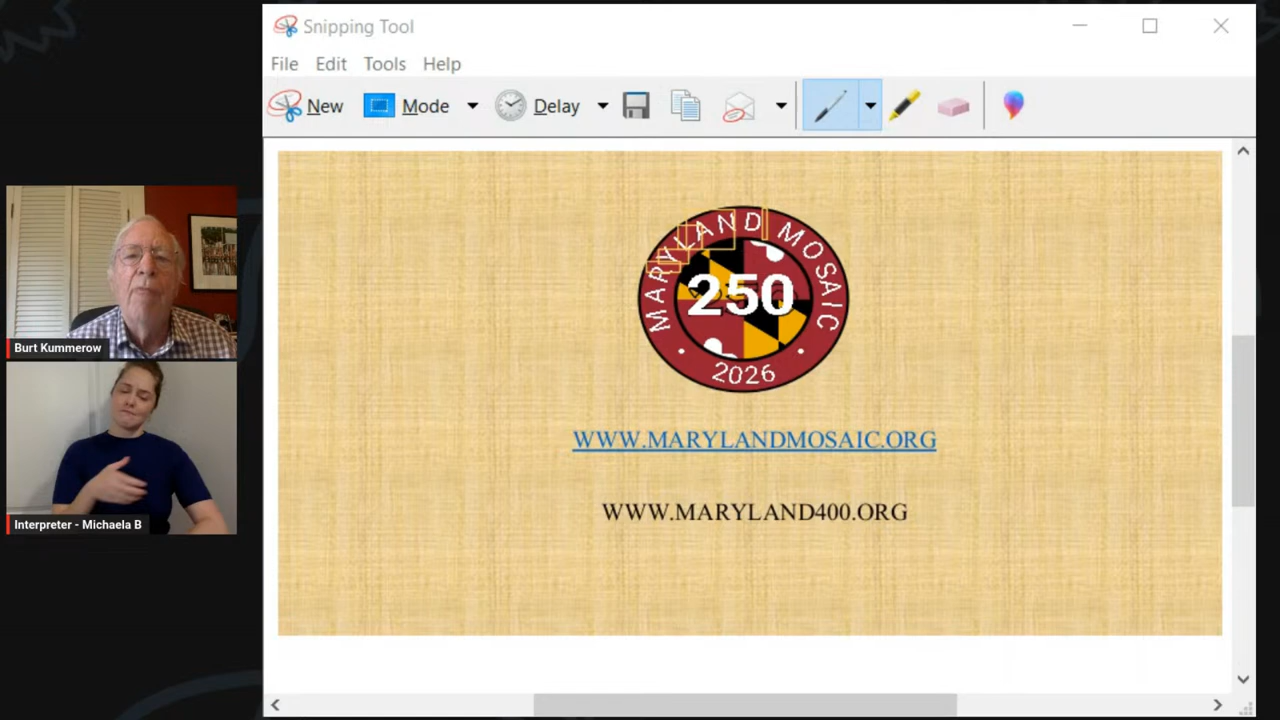 Snipping Tool
File Edit Tools Help
New Mode Delay
MARYLAND MOSAIC
250
2026
WWW.MARYLANDMOSAIC.ORG
WWW.MARYLAND400.ORG
Burt Kummerow
Interpreter - Michaela B